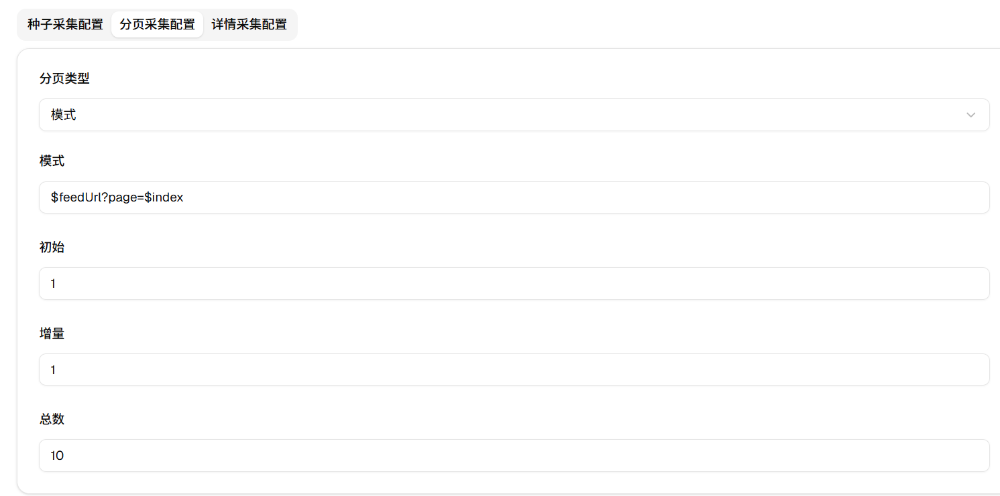 种子采集配置 分页采集配置 详情采集配置
分页类型
模式
模式
$feedUrl?page=$index
初始
1
增量
1
总数
10